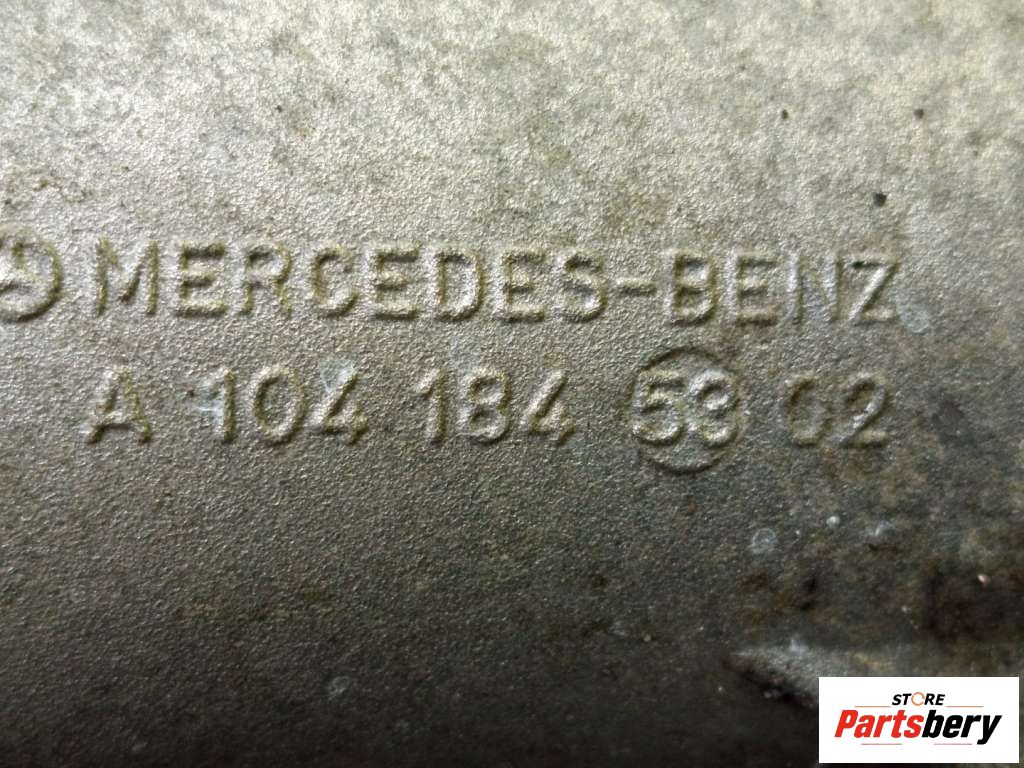 MERCEDES-BENZ
A 104 184 53 02
STORE
Partsbery